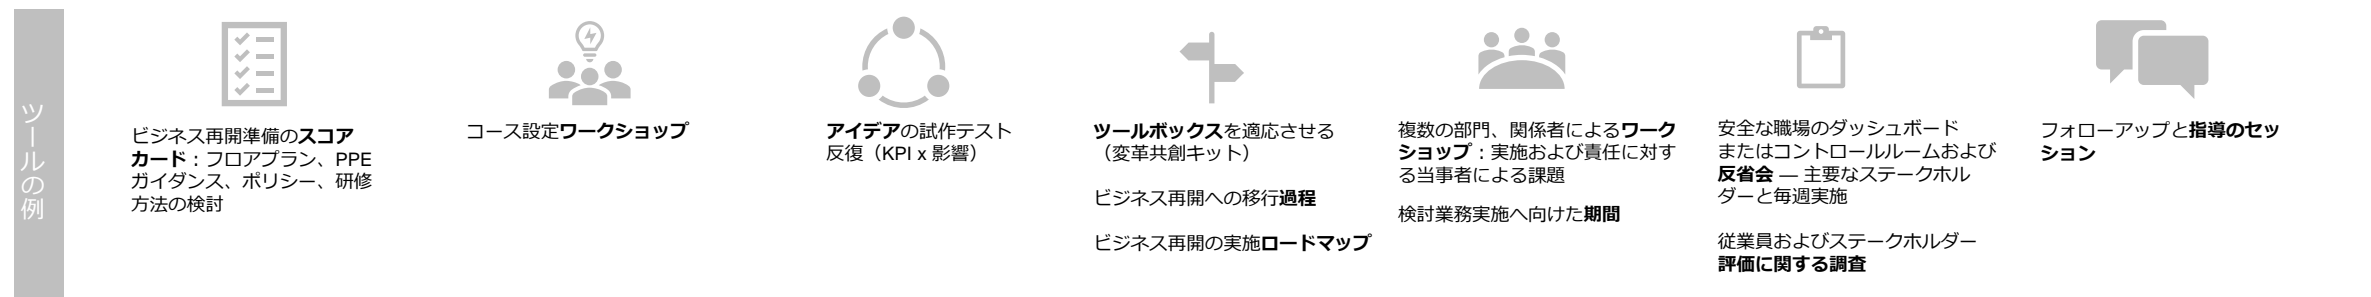 ツールの例
ビジネス再開準備のスコア
カード：フロアプラン、PPE
ガイダンス、ポリシー、研修
方法の検討
コース設定ワークショップ
アイデアの試作テスト
反復（KPI x 影響）
ツールボックスを適応させる
（変革共創キット）
ビジネス再開への移行過程
ビジネス再開の実施ロードマップ
複数の部門、関係者によるワーク
ショップ：実施および責任に対す
る当事者による課題
検討業務実施へ向けた期間
安全な職場のダッシュボード
またはコントロールルームおよび
反省会 — 主要なステークホル
ダーと毎週実施
従業員およびステークホルダー
評価に関する調査
フォローアップと指導のセッ
ション